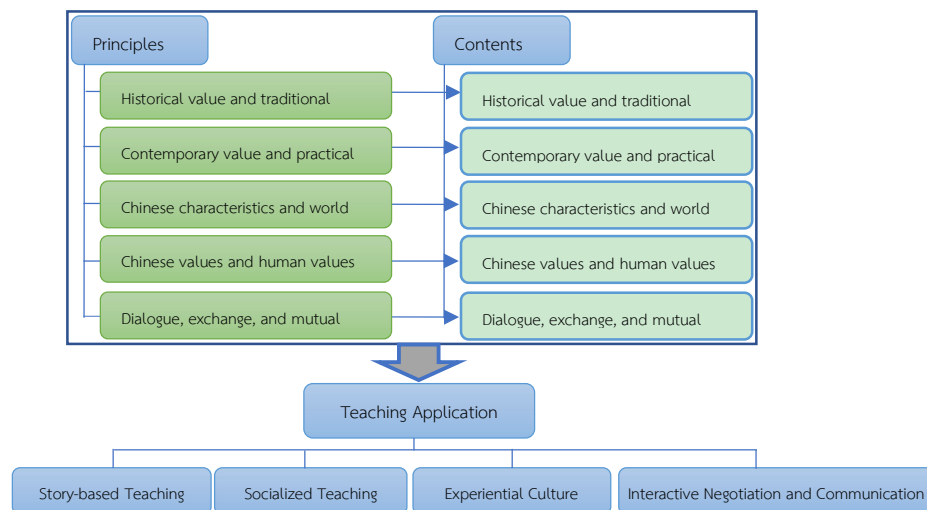 Principles
Contents
Historical value and traditional
Historical value and traditional
Contemporary value and practical
Contemporary value and practical
Chinese characteristics and world
Chinese characteristics and world
Chinese values and human values
Chinese values and human values
Dialogue, exchange, and mutual
Dialogue, exchange, and mutual
Teaching Application
Story-based Teaching
Socialized Teaching
Experiential Culture
Interactive Negotiation and Communication